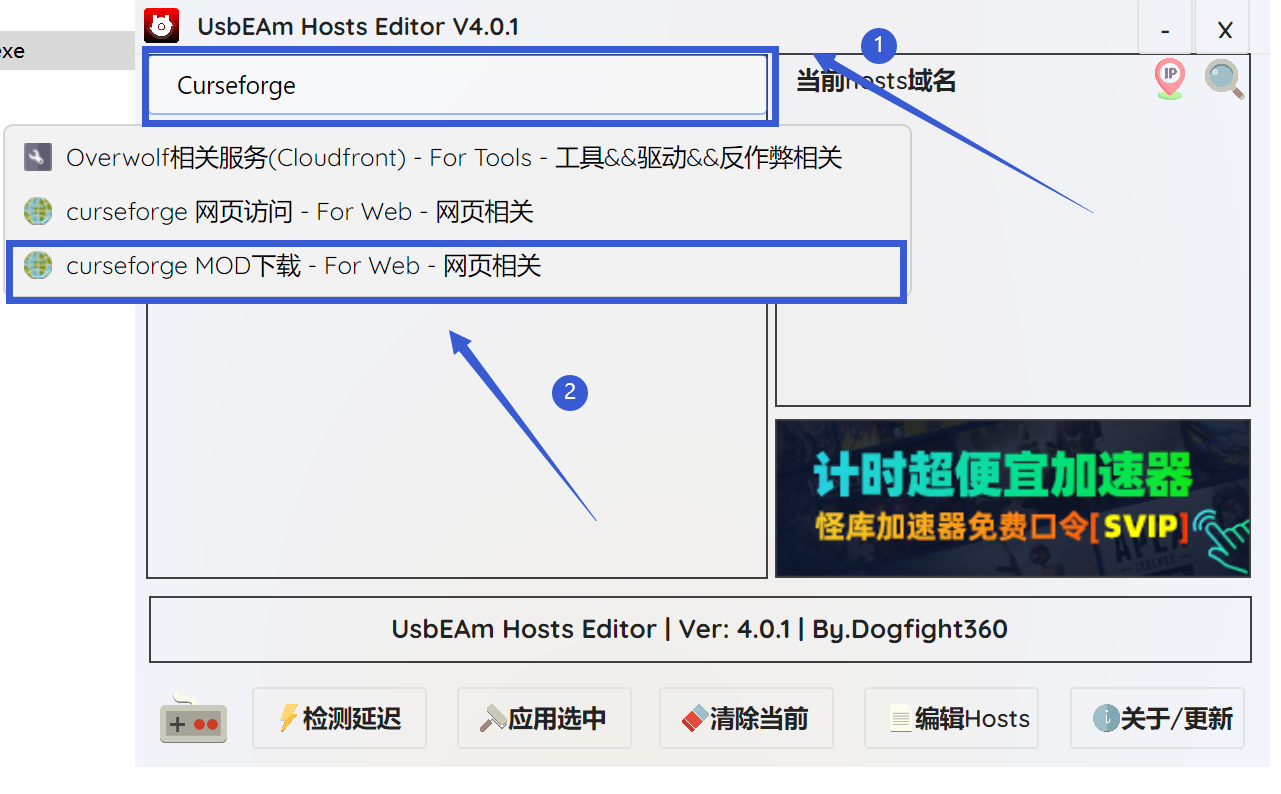 UsbEAm Hosts Editor V4.0.1
-
X
xe
1
Curseforge
当前hosts域名
IP
Overwolf相关服务(Cloudfront) - For Tools - 工具&&驱动&&反作弊相关
curseforge 网页访问 - For Web - 网页相关
curseforge MOD下载 - For Web - 网页相关
2
计时超便宜加速器
怪库加速器免费口令[SVIP]
APEX
LEGENDS
UsbEAm Hosts Editor | Ver: 4.0.1 | By.Dogfight360
检测延迟
应用选中
清除当前
编辑Hosts
关于/更新